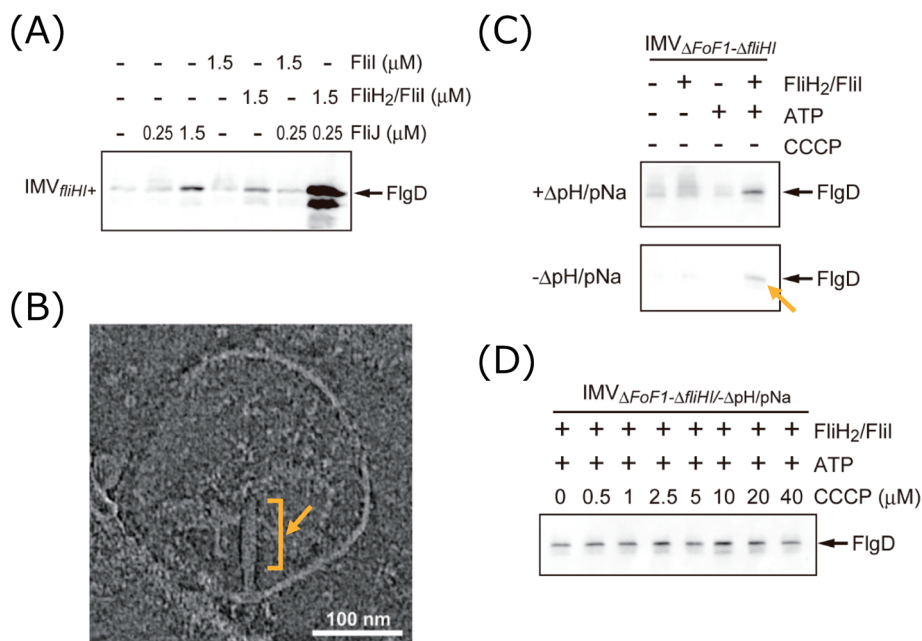 (A)
- - - 1.5 - 1.5 - FliI (μM)
- - - - 1.5 - 1.5 FliH2/FliI (μM)
- 0.25 1.5 - - 0.25 0.25 FliJ (μM)
IMVfliHI+ FlgD
(B)
100 nm
(C)
IMVΔFoF1-ΔfliHI
- + - + FliH2/FliI
- - + + ATP
- - - - CCCP
+ΔpH/pNa FlgD
-ΔpH/pNa FlgD
(D)
IMVΔFoF1-ΔfliHI/-ΔpH/pNa
+ + + + + + + + FliH2/FliI
+ + + + + + + + ATP
0 0.5 1 2.5 5 10 20 40 CCCP (μM)
FlgD